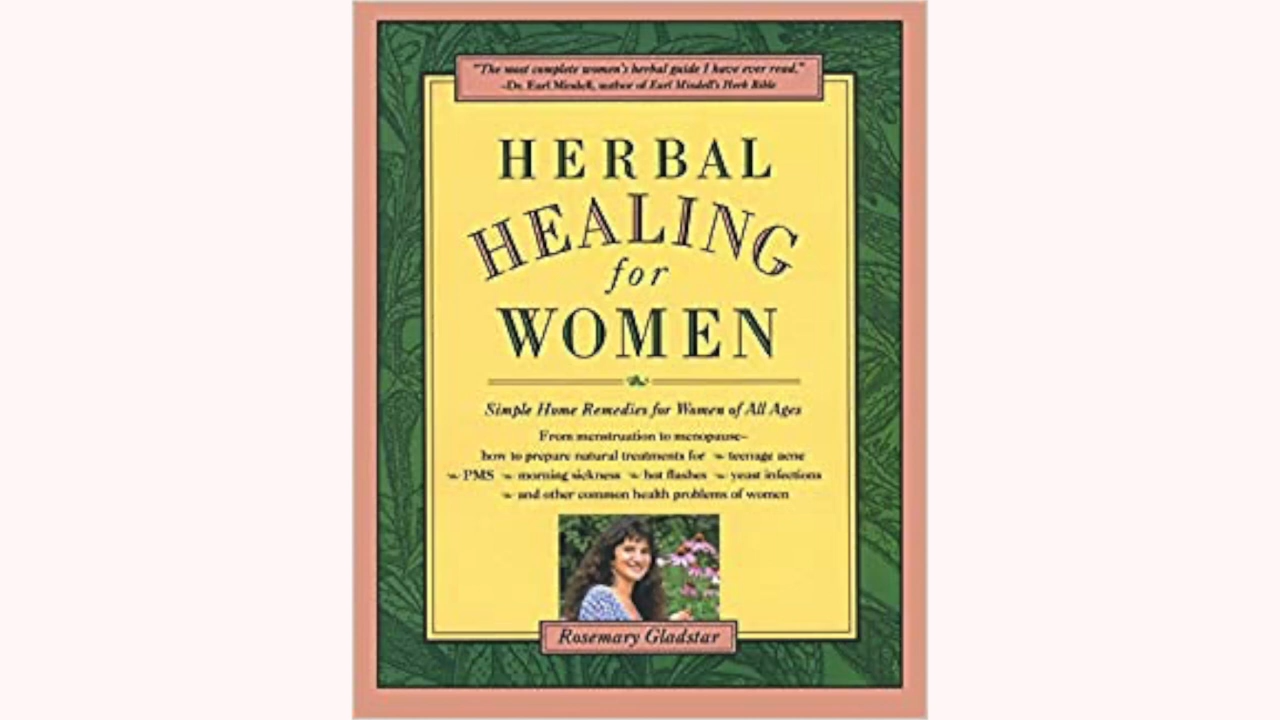 "The most complete women's herbal guide I have ever read."
–Dr. Earl Mindell, author of Earl Mindell's Herb Bible
HERBAL
HEALING
for
WOMEN
Simple Home Remedies for Women of All Ages
From menstruation to menopause–
how to prepare natural treatments for ❧ teenage acne
❧ PMS ❧ morning sickness ❧ hot flashes ❧ yeast infections
❧ and other common health problems of women
Rosemary Gladstar